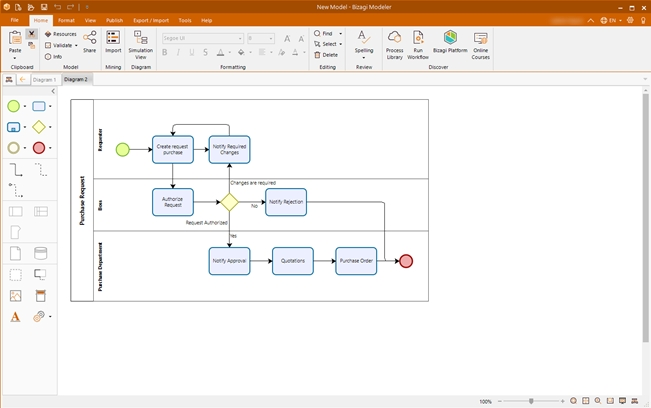 New Model - Bizagi Modeler
File
Home
Format
View
Publish
Export / Import
Tools
Help
EN
Paste
Clipboard
Resources
Validate
Info
Share
Model
Import
Mining
Simulation
View
Diagram
Segoe UI
8
B
I
U
Formatting
Find
Select
Delete
Editing
Spelling
Review
Process
Library
Run
Workflow
Bizagi Platform
Online
Courses
Discover
Diagram 1
Diagram 2
Purchase Request
Requester
Create request
purchase
Notify Required
Changes
Changes are required
Boss
Authorize
Request
No
Notify Rejection
Request Authorized
Yes
Purchase Department
Notify Approval
Quotations
Purchase Order
A
100%